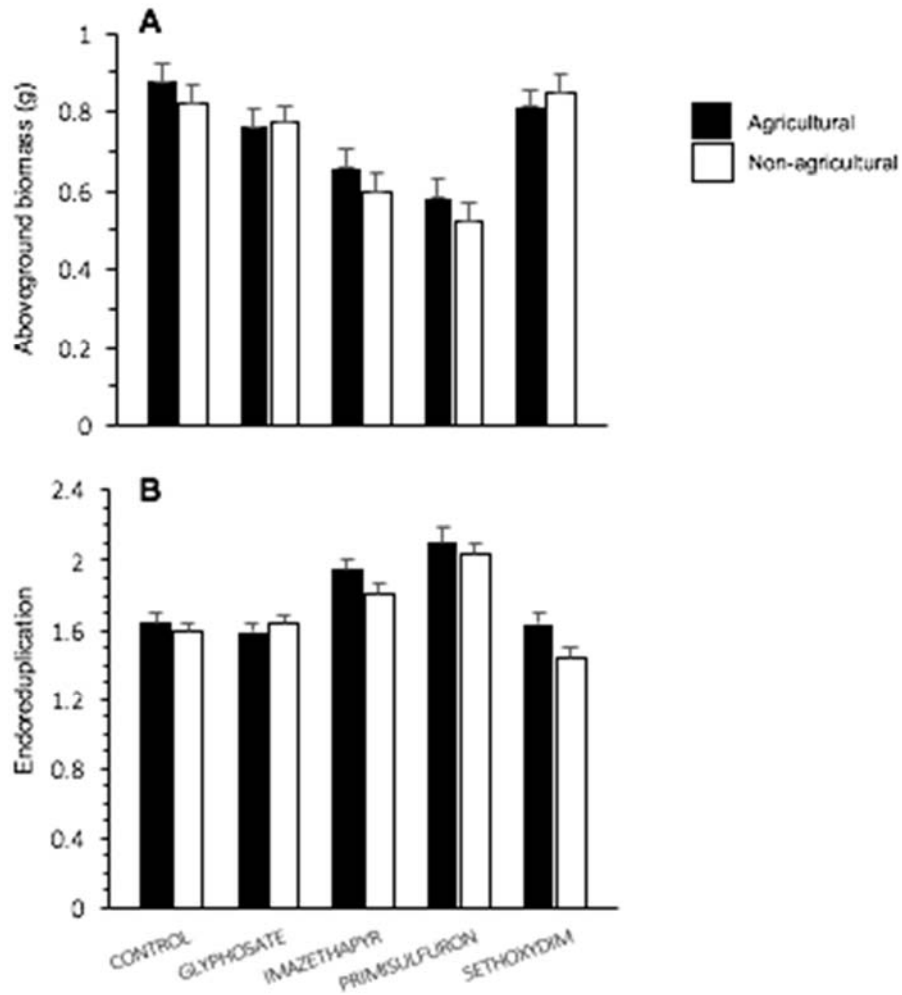 A
1
0.8
0.6
0.4
0.2
0
Aboveground biomass (g)
Agricultural
Non-agricultural
B
2.4
2
1.6
1.2
0.8
0.4
0
Endoreduplication
CONTROL
GLYPHOSATE
IMAZETHAPYR
PRIMISULFURON
SETHOXYDIM